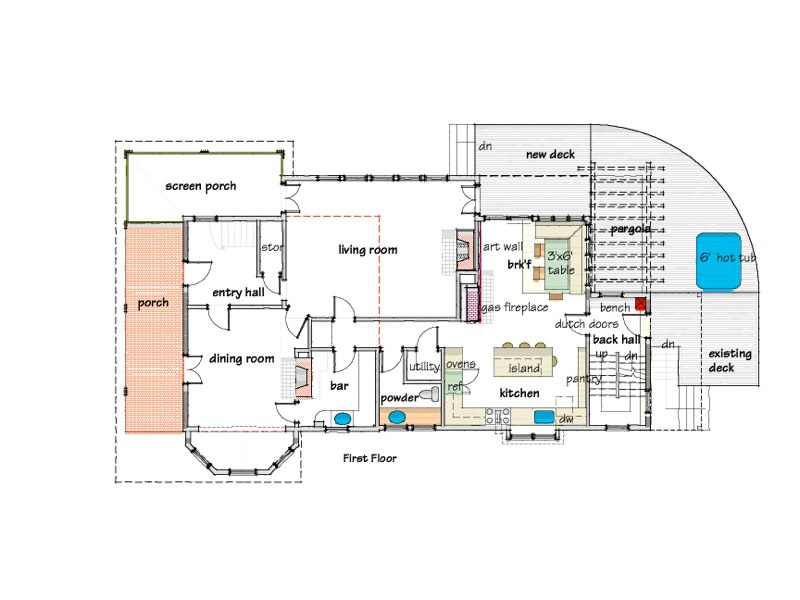 dn
new deck
screen porch
pergola
stor
living room
art wall
3'x6'
brk'f
table
6' hot tub
entry hall
porch
gas fireplace
bench
dutch doors
back hall
dn
up
dn
existing
deck
dining room
bar
utility
ovens
island
ref
pantry
powder
kitchen
dw
First Floor